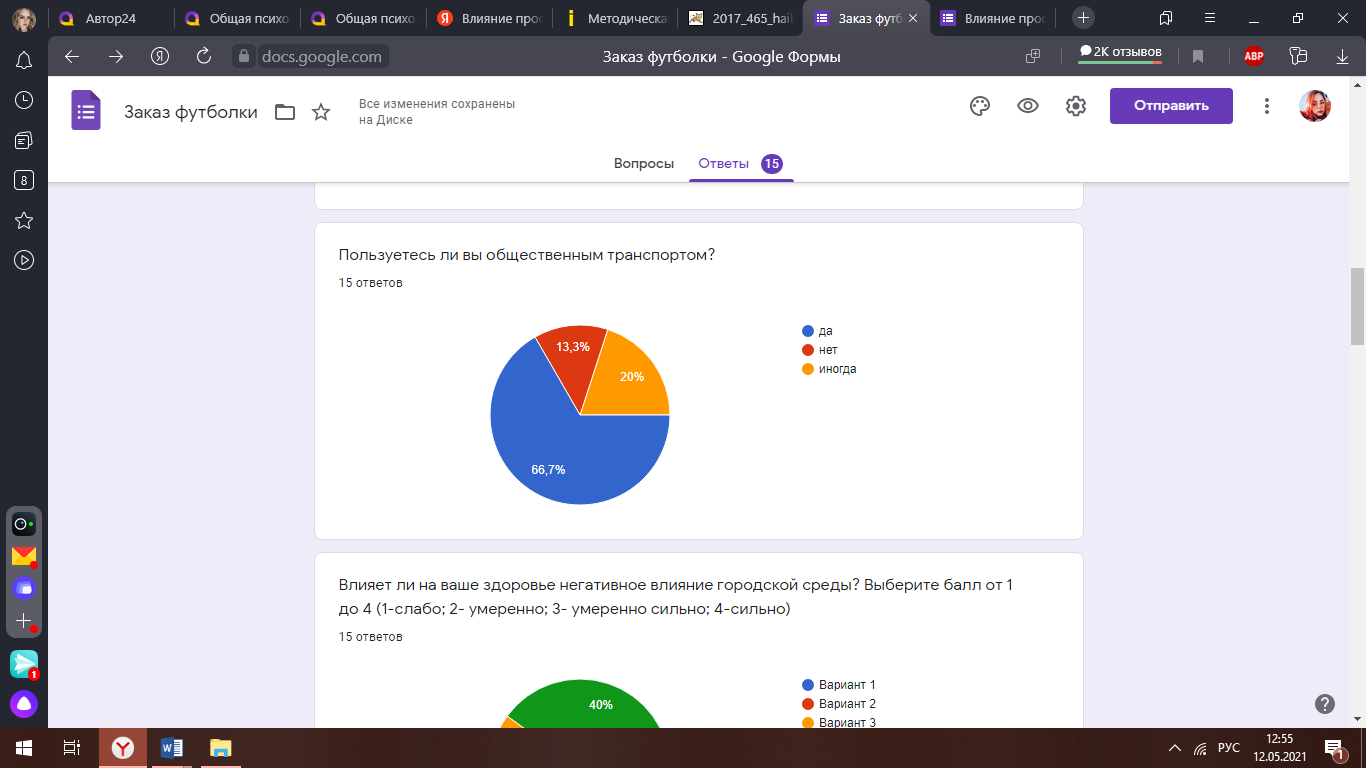 Автор24
Общая психо
Общая психо
Влияние прос
Методическа
2017_465_hait
Заказ футб
Влияние прос
docs.google.com
Заказ футболки - Google Формы
2K отзывов
ABP
Заказ футболки
Все изменения сохранены
на Диске
Отправить
Вопросы
Ответы 15
8
Пользуетесь ли вы общественным транспортом?
15 ответов
13,3%
20%
66,7%
да
нет
иногда
Влияет ли на ваше здоровье негативное влияние городской среды? Выберите балл от 1
до 4 (1-слабо; 2- умеренно; 3- умеренно сильно; 4-сильно)
15 ответов
40%
Вариант 1
Вариант 2
Вариант 3
1
РУС
12:55
12.05.2021
1